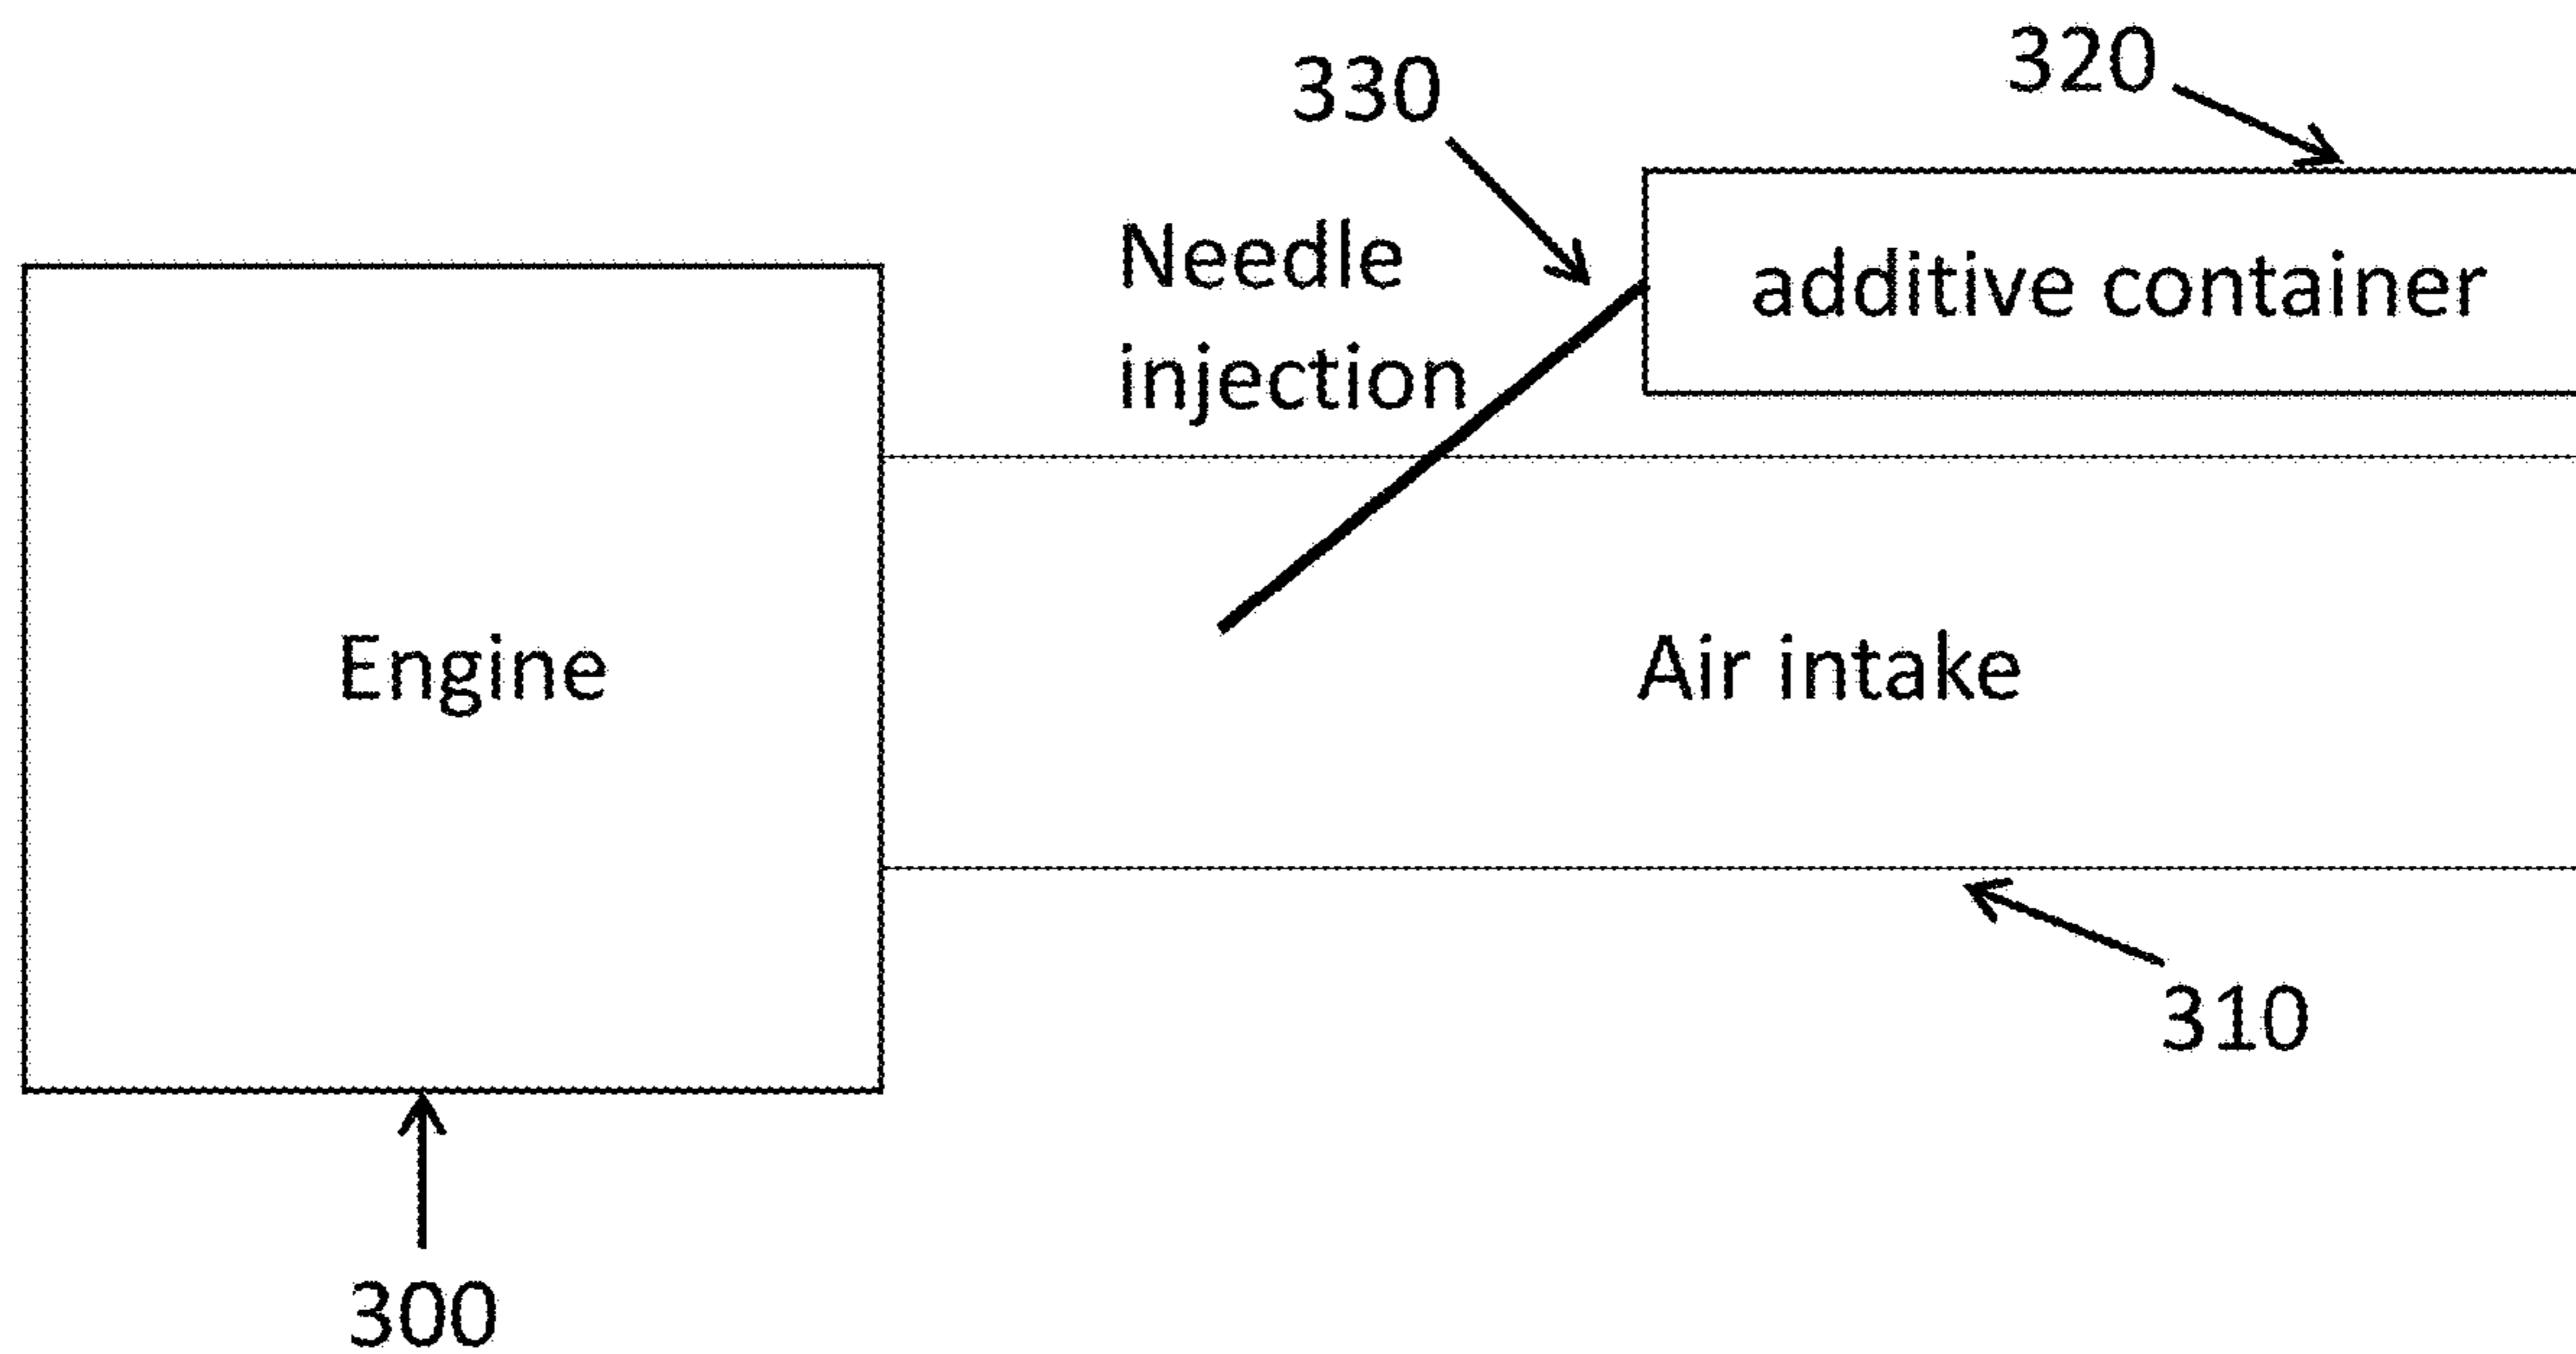 320
330
Needle
injection
additive container
Engine
Air intake
310
300